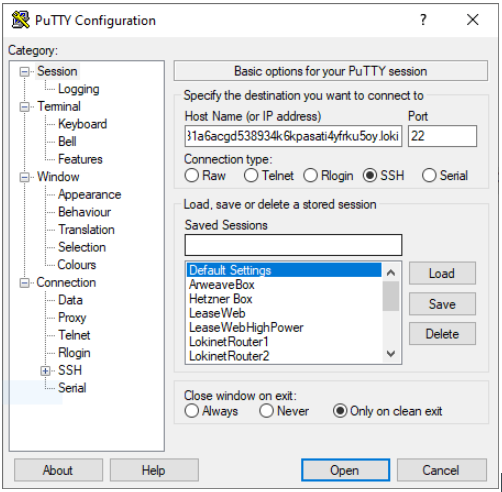 PuTTY Configuration ? ×
Category:
Session
Logging
Terminal
Keyboard
Bell
Features
Window
Appearance
Behaviour
Translation
Selection
Colours
Connection
Data
Proxy
Telnet
Rlogin
SSH
Serial
Basic options for your PuTTY session
Specify the destination you want to connect to
Host Name (or IP address) Port
31a6acgd538934k6kpasati4yfrku5oy.loki 22
Connection type:
Raw Telnet Rlogin SSH Serial
Load, save or delete a stored session
Saved Sessions
Default Settings
ArweaveBox
Hetzner Box
LeaseWeb
LeaseWebHighPower
LokinetRouter1
LokinetRouter2
Load
Save
Delete
Close window on exit:
Always Never Only on clean exit
About Help Open Cancel